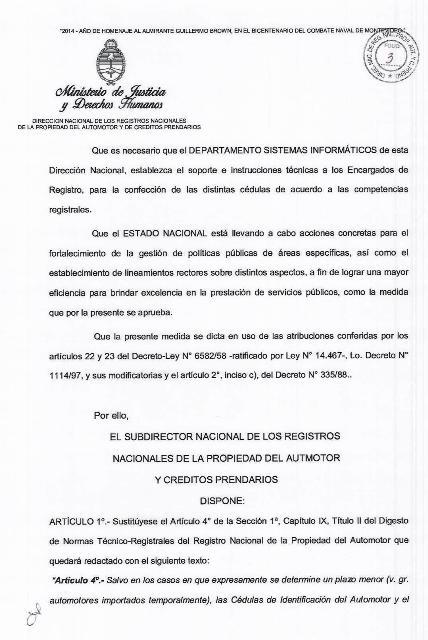 "2014 - AÑO DE HOMENAJE AL ALMIRANTE GUILLERMO BROWN, EN EL BICENTENARIO DEL COMBATE NAVAL DE MONTEVIDEO"
FOLIO
3
Ministerio de Justicia
y Derechos Humanos
DIRECCION NACIONAL DE LOS REGISTROS NACIONALES
DE LA PROPIEDAD DEL AUTOMOTOR Y DE CREDITOS PRENDARIOS
Que es necesario que el DEPARTAMENTO SISTEMAS INFORMÁTICOS de esta
Dirección Nacional, establezca el soporte e instrucciones técnicas a los Encargados de
Registro, para la confección de las distintas cédulas de acuerdo a las competencias
registrales.
Que el ESTADO NACIONAL está llevando a cabo acciones concretas para el
fortalecimiento de la gestión de políticas públicas de áreas específicas, así como el
establecimiento de lineamientos rectores sobre distintos aspectos, a fin de lograr una mayor
eficiencia para brindar excelencia en la prestación de servicios públicos, como la medida
que por la presente se aprueba.
Que la presente medida se dicta en uso de las atribuciones conferidas por los
artículos 22 y 23 del Decreto-Ley N° 6582/58 -ratificado por Ley N° 14.467-, t.o. Decreto N°
1114/97, y sus modificatorias y el artículo 2°, inciso c), del Decreto N° 335/88..
Por ello,
EL SUBDIRECTOR NACIONAL DE LOS REGISTROS
NACIONALES DE LA PROPIEDAD DEL AUTMOTOR
Y CREDITOS PRENDARIOS
DISPONE:
ARTÍCULO 1º.- Sustitúyese el Artículo 4° de la Sección 1ª, Capítulo IX, Título II del Digesto
de Normas Técnico-Registrales del Registro Nacional de la Propiedad del Automotor que
quedará redactado con el siguiente texto:
"Artículo 4º.- Salvo en los casos en que expresamente se determine un plazo menor (v. gr.
automotores importados temporalmente), las Cédulas de Identificación del Automotor y el